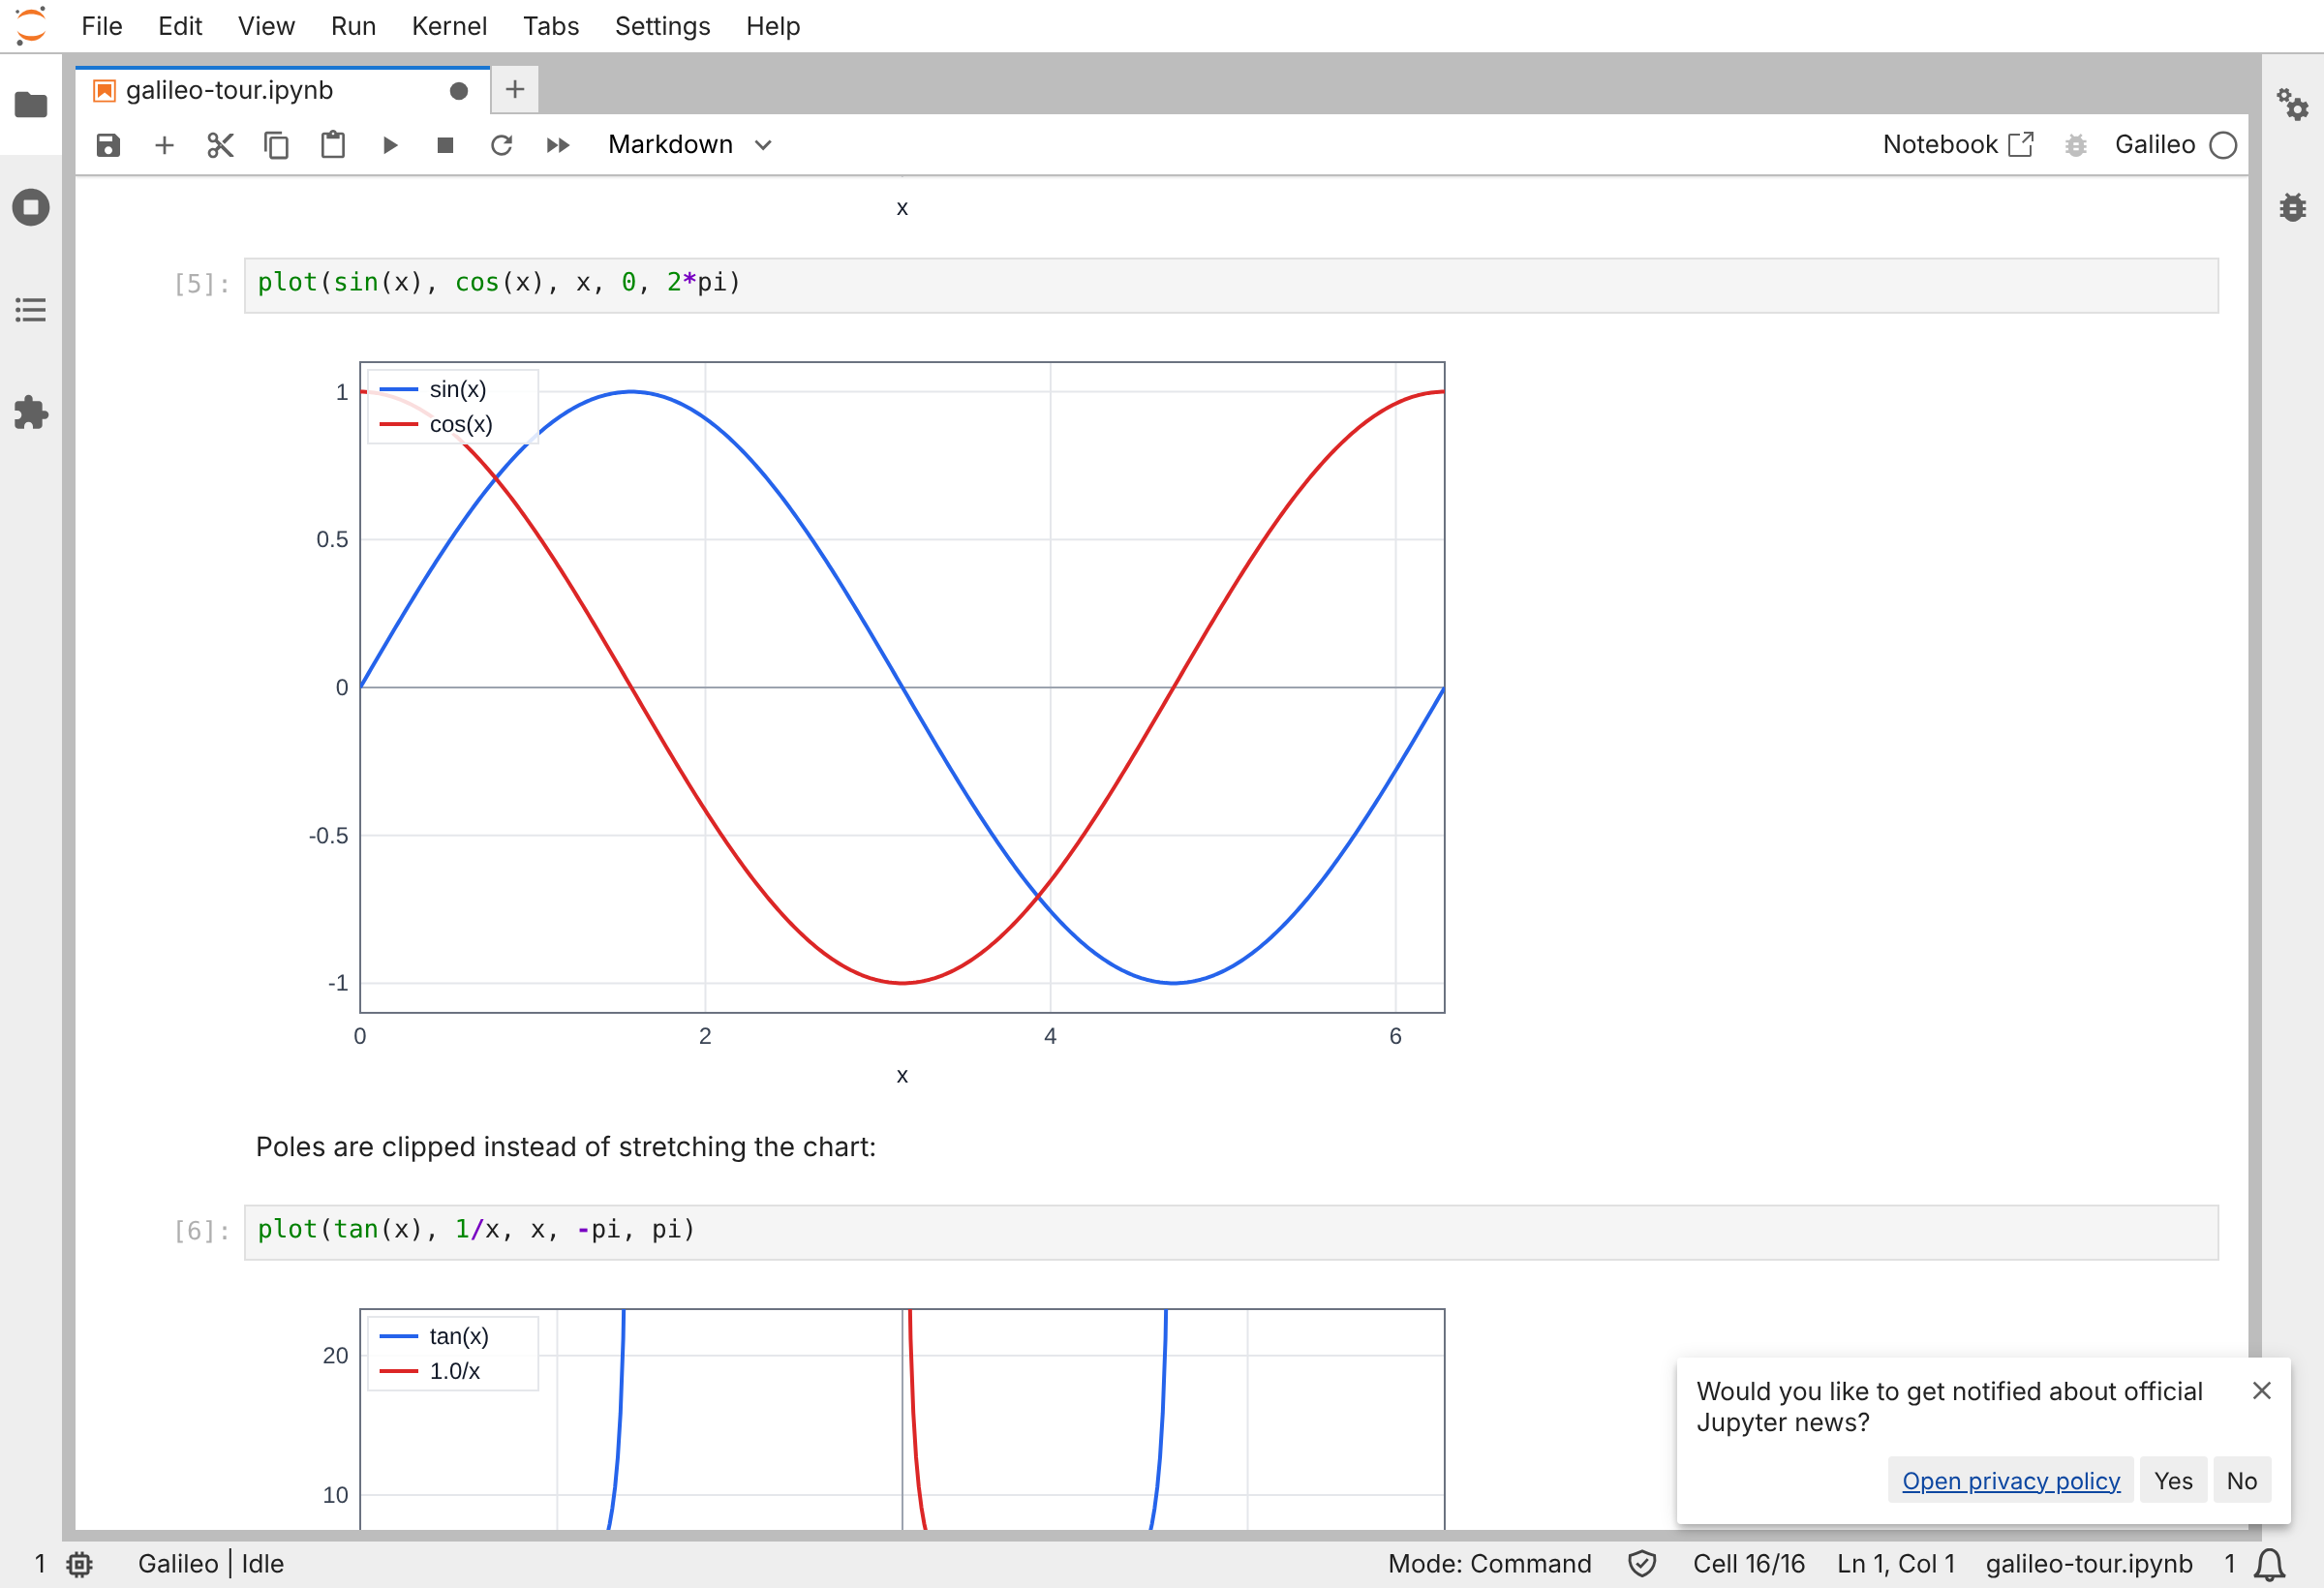 File Edit View Run Kernel Tabs Settings Help
galileo-tour.ipynb
Markdown
Notebook
Galileo
x
[5]:
plot(sin(x), cos(x), x, 0, 2*pi)
sin(x)
cos(x)
1
0.5
0
-0.5
-1
0 2 4 6
x
Poles are clipped instead of stretching the chart:
[6]:
plot(tan(x), 1/x, x, -pi, pi)
tan(x)
1.0/x
20
10
Would you like to get notified about official
Jupyter news?
Open privacy policy Yes No
1 Galileo | Idle Mode: Command Cell 16/16 Ln 1, Col 1 galileo-tour.ipynb 1